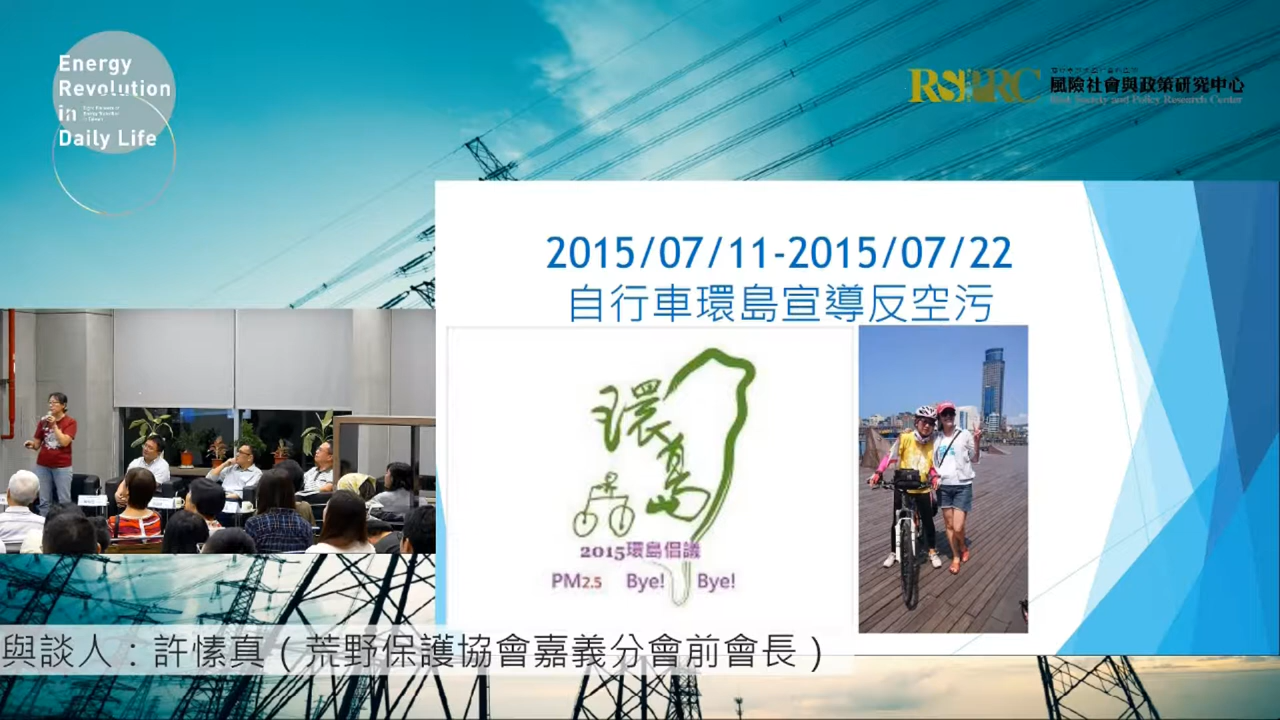 Energy
Revolution
in
Daily Life
RSPRC
風險社會與政策研究中心
Risk Society and Policy Research Center
2015/07/11-2015/07/22
自行車環島宣導反空污
環島
2015環島倡議
PM2.5 Bye! Bye!
與談人：許愫真（荒野保護協會嘉義分會前會長）